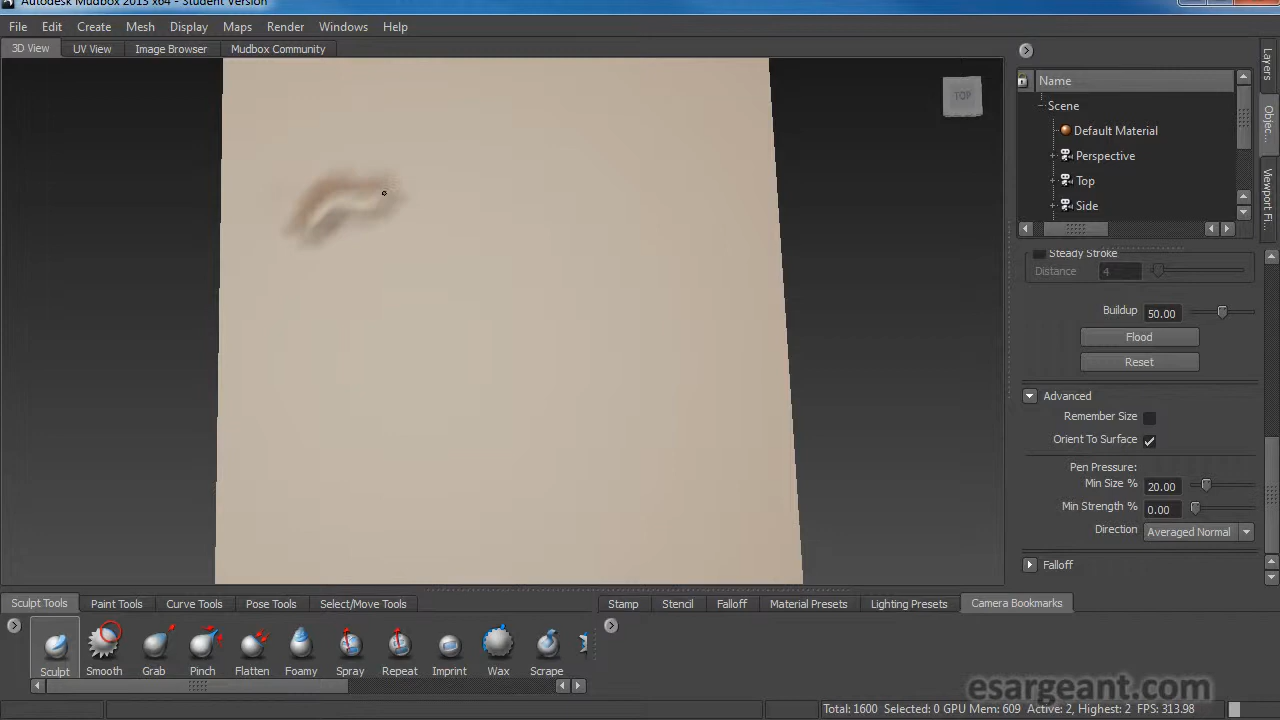 Autodesk Mudbox 2013 x64 - Student Version
File Edit Create Mesh Display Maps Render Windows Help
3D View UV View Image Browser Mudbox Community
TOP
Name
Scene
Default Material
Perspective
Top
Side
Layers
Objec...
Viewport Fi...
Steady Stroke
Distance 4
Buildup 50.00
Flood
Reset
Advanced
Remember Size
Orient To Surface
Pen Pressure:
Min Size % 20.00
Min Strength % 0.00
Direction Averaged Normal
Falloff
Sculpt Tools Paint Tools Curve Tools Pose Tools Select/Move Tools
Stamp Stencil Falloff Material Presets Lighting Presets Camera Bookmarks
Sculpt Smooth Grab Pinch Flatten Foamy Spray Repeat Imprint Wax Scrape
esargeant.com
Total: 1600 Selected: 0 GPU Mem: 609 Active: 2, Highest: 2 FPS: 313.98